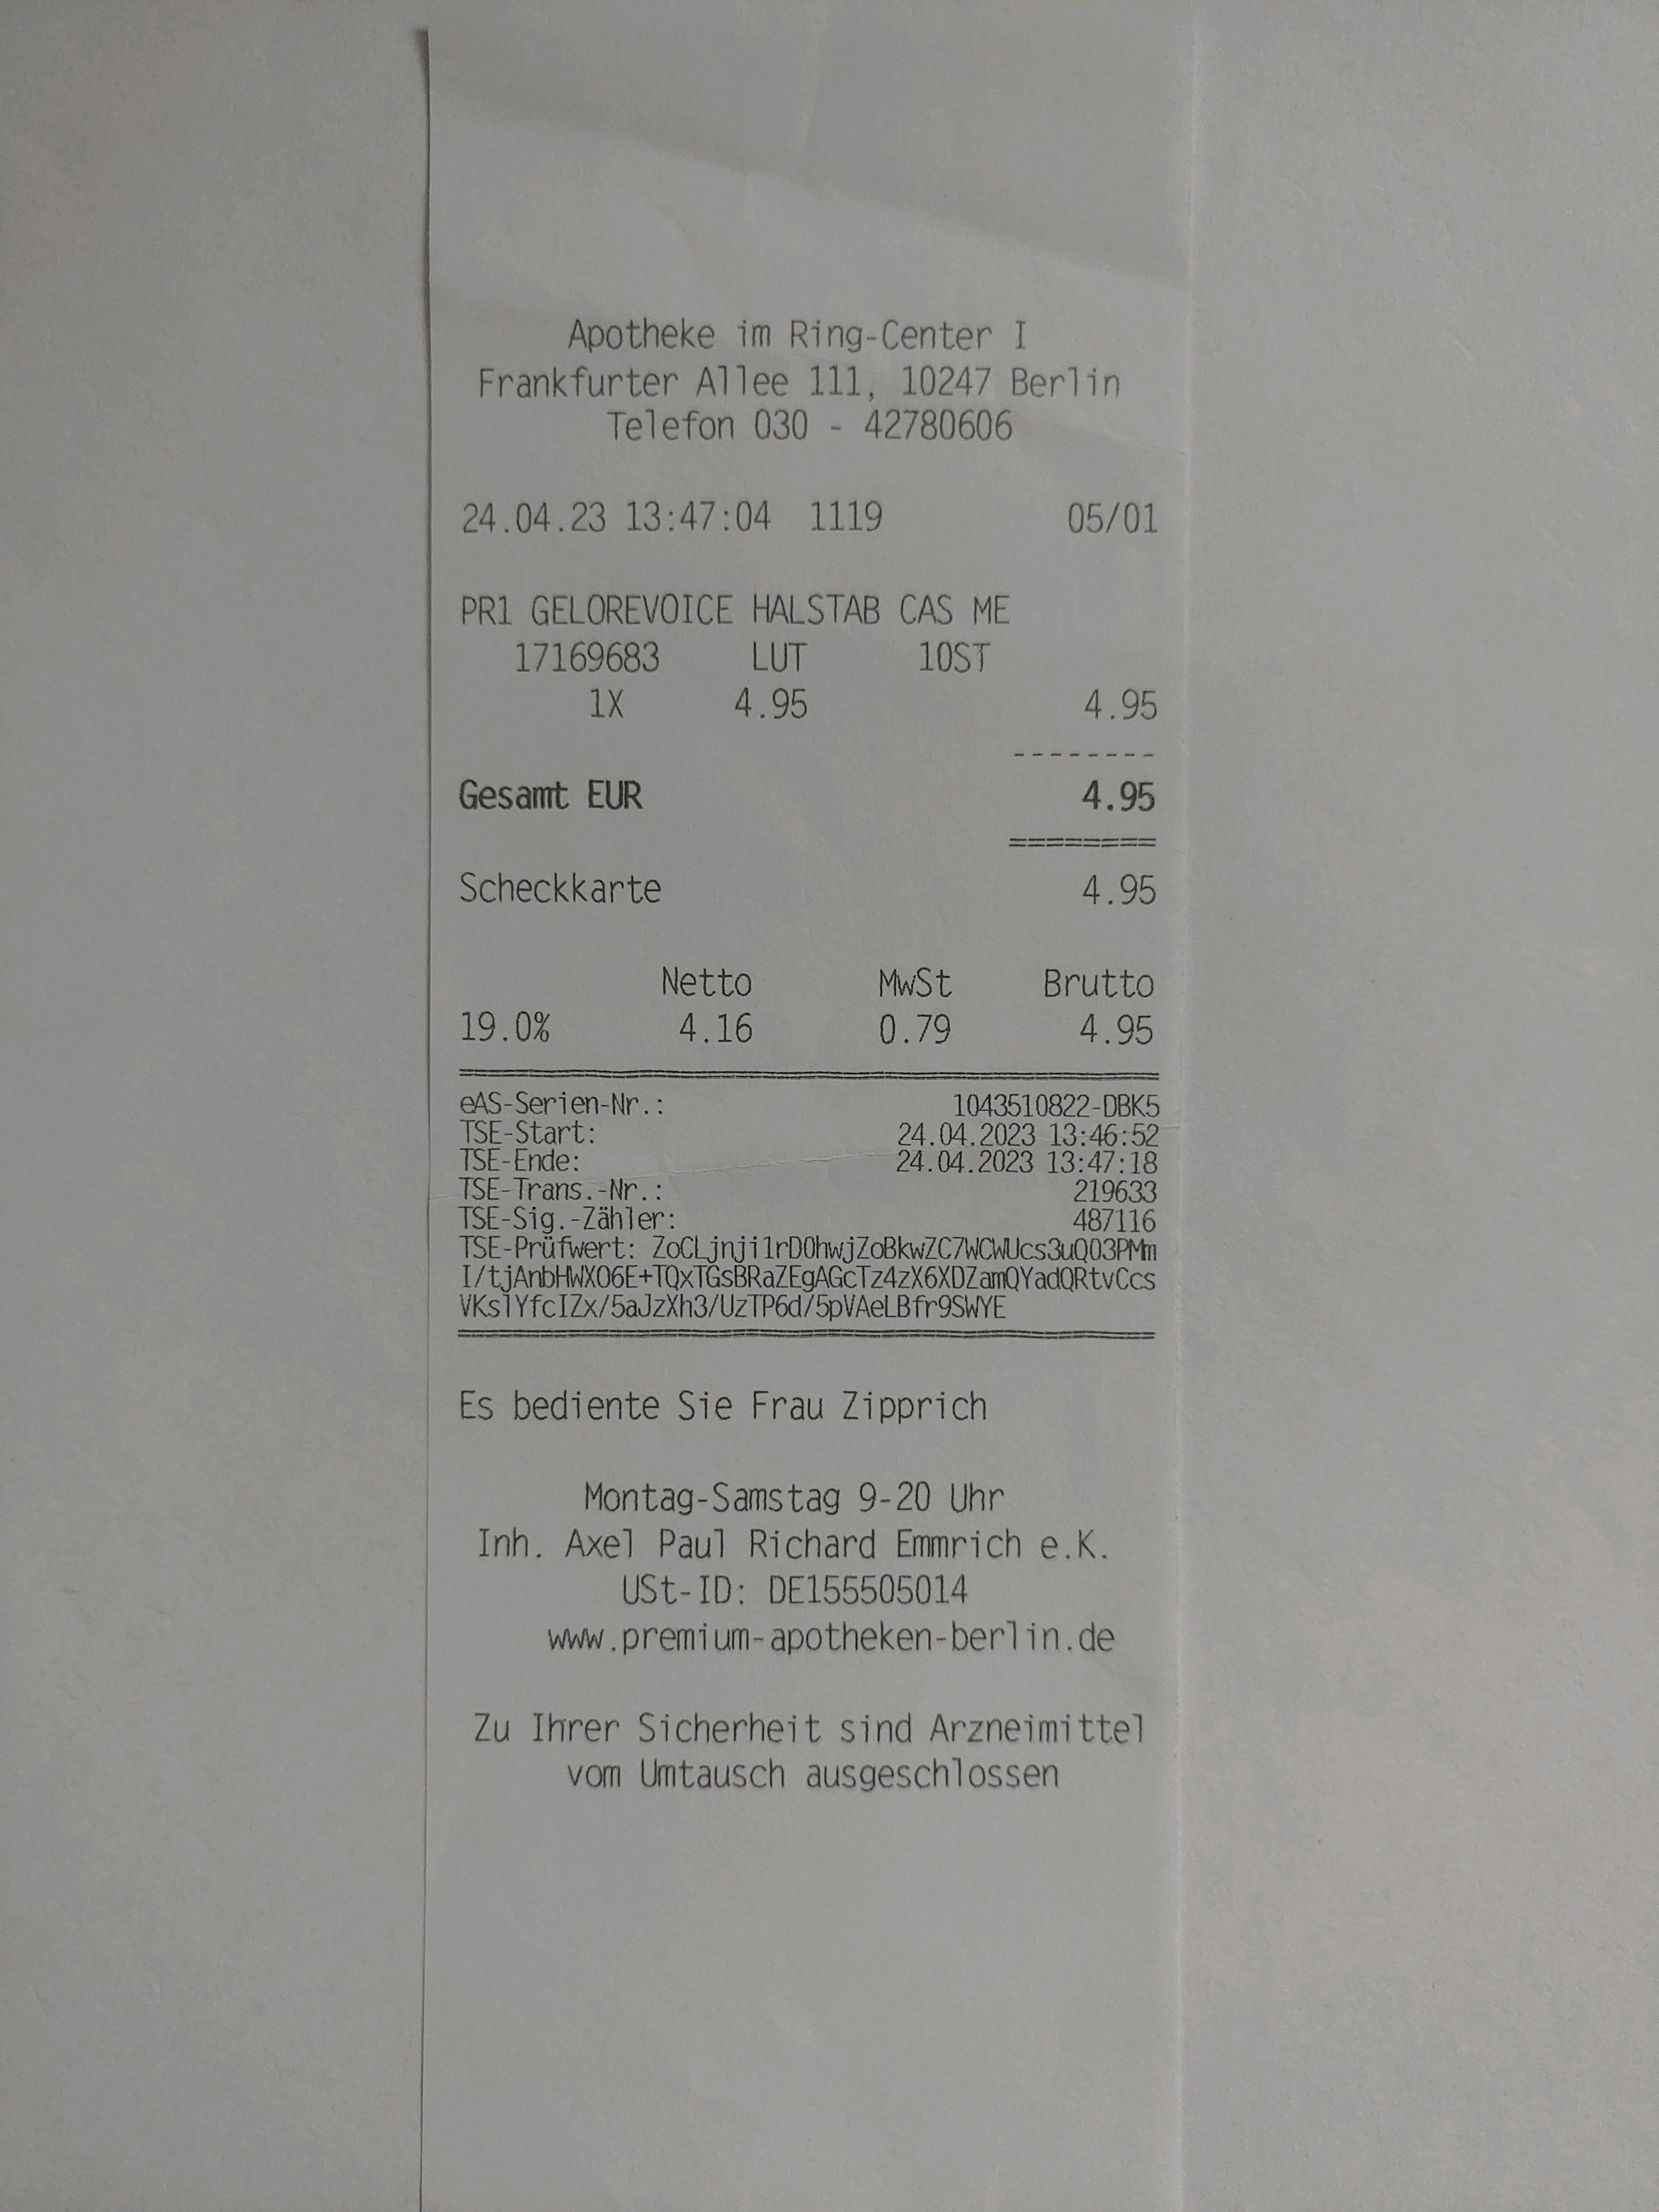 Apotheke im Ring-Center I
Frankfurter Allee 111, 10247 Berlin
Telefon 030 - 42780606
24.04.23 13:47:04 1119 05/01
PR1 GELOREVOICE HALSTAB CAS ME
17169683 LUT 10ST
1X 4.95 4.95
--------
Gesamt EUR 4.95
========
Scheckkarte 4.95
Netto MwSt Brutto
19.0% 4.16 0.79 4.95
eAS-Serien-Nr.: 1043510822-DBK5
TSE-Start: 24.04.2023 13:46:52
TSE-Ende: 24.04.2023 13:47:18
TSE-Trans.-Nr.: 219633
TSE-Sig.-Zähler: 487116
TSE-Prüfwert: ZoCLjnji1rD0hwjZoBkwZC7WCWUcs3uQ03PMm
I/tjAnbHWXO6E+TQxTGsBRaZEgAGcTz4zX6XDZamQYadQRtvCcs
VKslYfcIZx/5aJzXh3/UzTP6d/5pVAeLBfr9SWYE
Es bediente Sie Frau Zipprich
Montag-Samstag 9-20 Uhr
Inh. Axel Paul Richard Emmrich e.K.
USt-ID: DE155505014
www.premium-apotheken-berlin.de
Zu Ihrer Sicherheit sind Arzneimittel
vom Umtausch ausgeschlossen